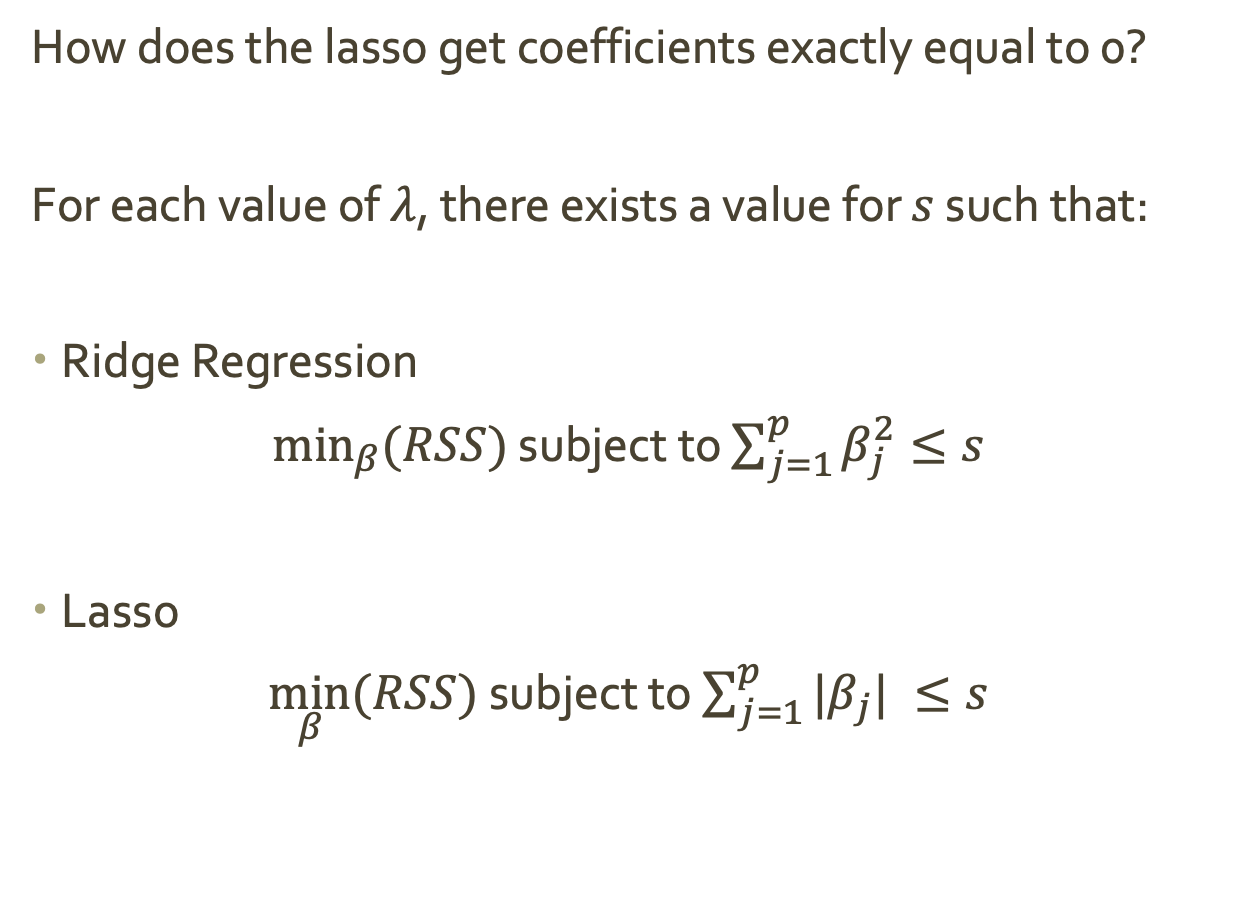 How does the lasso get coefficients exactly equal to 0?
For each value of λ, there exists a value for s such that:
• Ridge Regression
min_β(RSS) subject to ∑_{j=1}^{p} β_j^2 ≤ s
• Lasso
min_β(RSS) subject to ∑_{j=1}^{p} |β_j| ≤ s